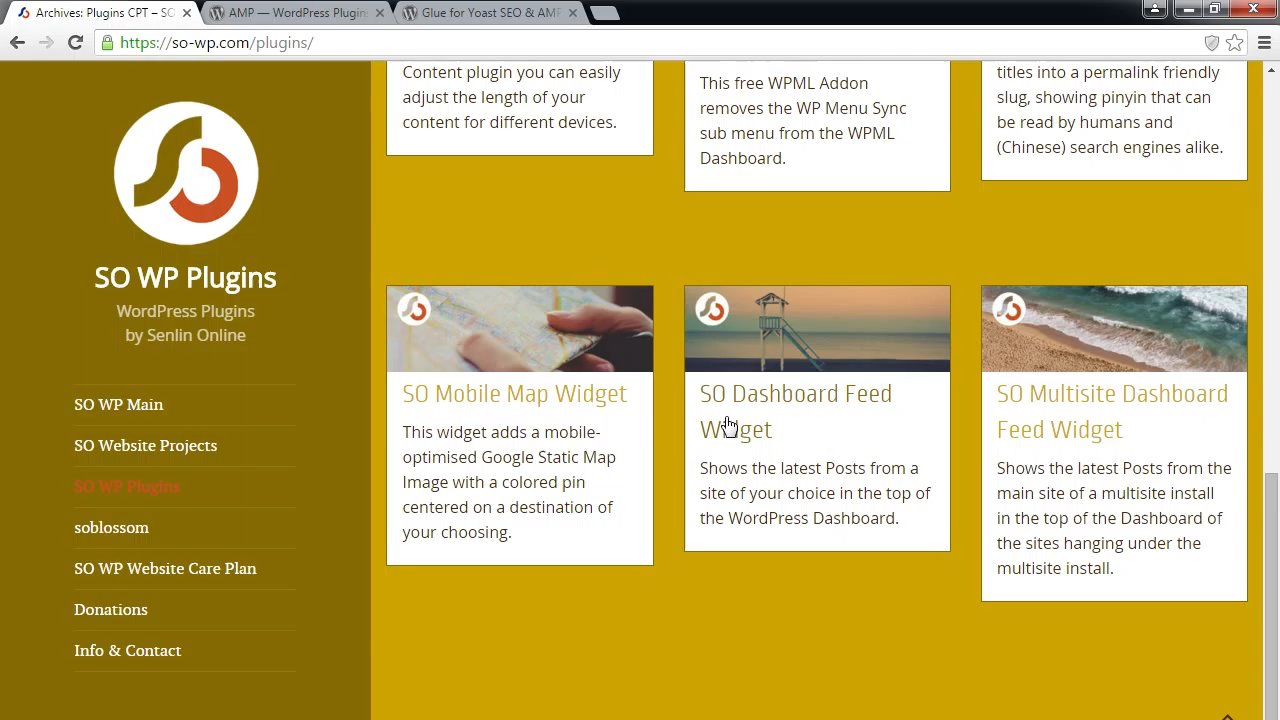 Archives: Plugins CPT – SO
AMP — WordPress Plugins
Glue for Yoast SEO & AMP
https://so-wp.com/plugins/
SO WP Plugins
WordPress Plugins
by Senlin Online
SO WP Main
SO Website Projects
SO WP Plugins
soblossom
SO WP Website Care Plan
Donations
Info & Contact
Content plugin you can easily
adjust the length of your
content for different devices.
This free WPML Addon
removes the WP Menu Sync
sub menu from the WPML
Dashboard.
titles into a permalink friendly
slug, showing pinyin that can
be read by humans and
(Chinese) search engines alike.
SO Mobile Map Widget
This widget adds a mobile-
optimised Google Static Map
Image with a colored pin
centered on a destination of
your choosing.
SO Dashboard Feed
Widget
Shows the latest Posts from a
site of your choice in the top of
the WordPress Dashboard.
SO Multisite Dashboard
Feed Widget
Shows the latest Posts from the
main site of a multisite install
in the top of the Dashboard of
the sites hanging under the
multisite install.